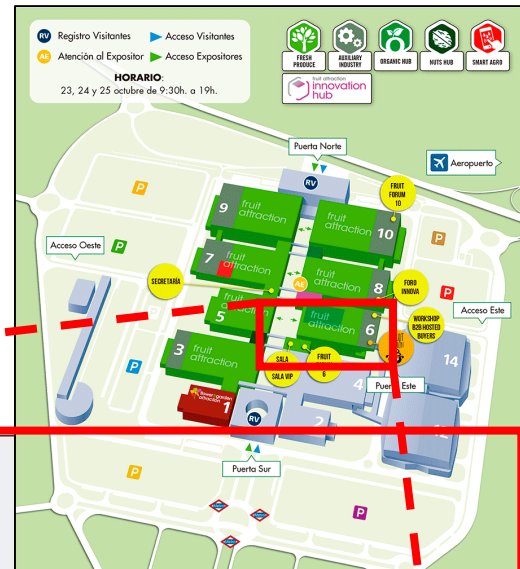 RV Registro Visitantes
Acceso Visitantes
AE Atención al Expositor
Acceso Expositores
HORARIO:
23, 24 y 25 octubre de 9:30h. a 19h.
FRESH PRODUCE
AUXILIARY INDUSTRY
ORGANIC HUB
NUTS HUB
SMART AGRO
fruit attraction
innovation
hub
Puerta Norte
RV
Aeropuerto
FRUIT
FORUM
10
P
9
fruit
attraction
fruit
attraction
10
P
Acceso Oeste
P
7
fruit
attraction
fruit
attraction
8
SECRETARÍA
AE
FORO
INNOVA
P
Acceso Este
5
fruit
attraction
fruit
attraction
6
WORKSHOP
B2B HOSTED
BUYERS
P
3
fruit
attraction
SALA
SALA VIP
FRUIT
6
14
P
4
Puerta Este
flower&garden
attraction
1
RV
2
12
Puerta Sur
P
P
P